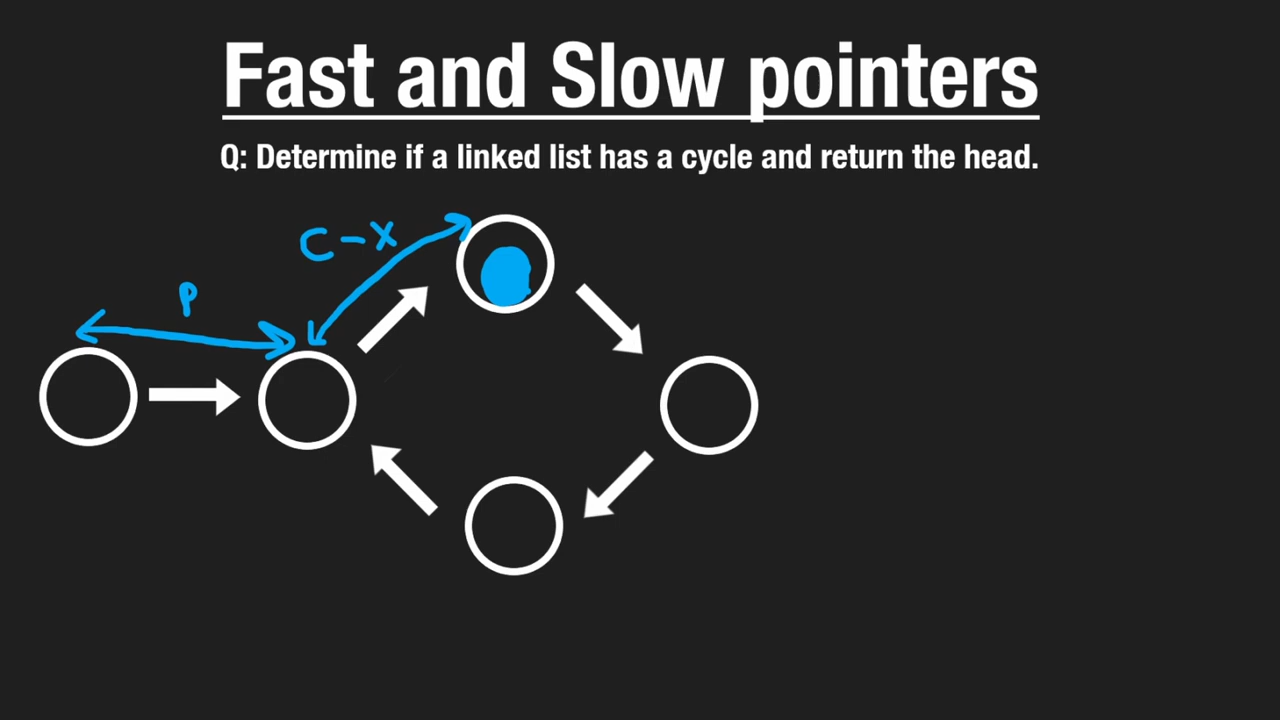 Fast and Slow pointers
Q: Determine if a linked list has a cycle and return the head.
C-X
P